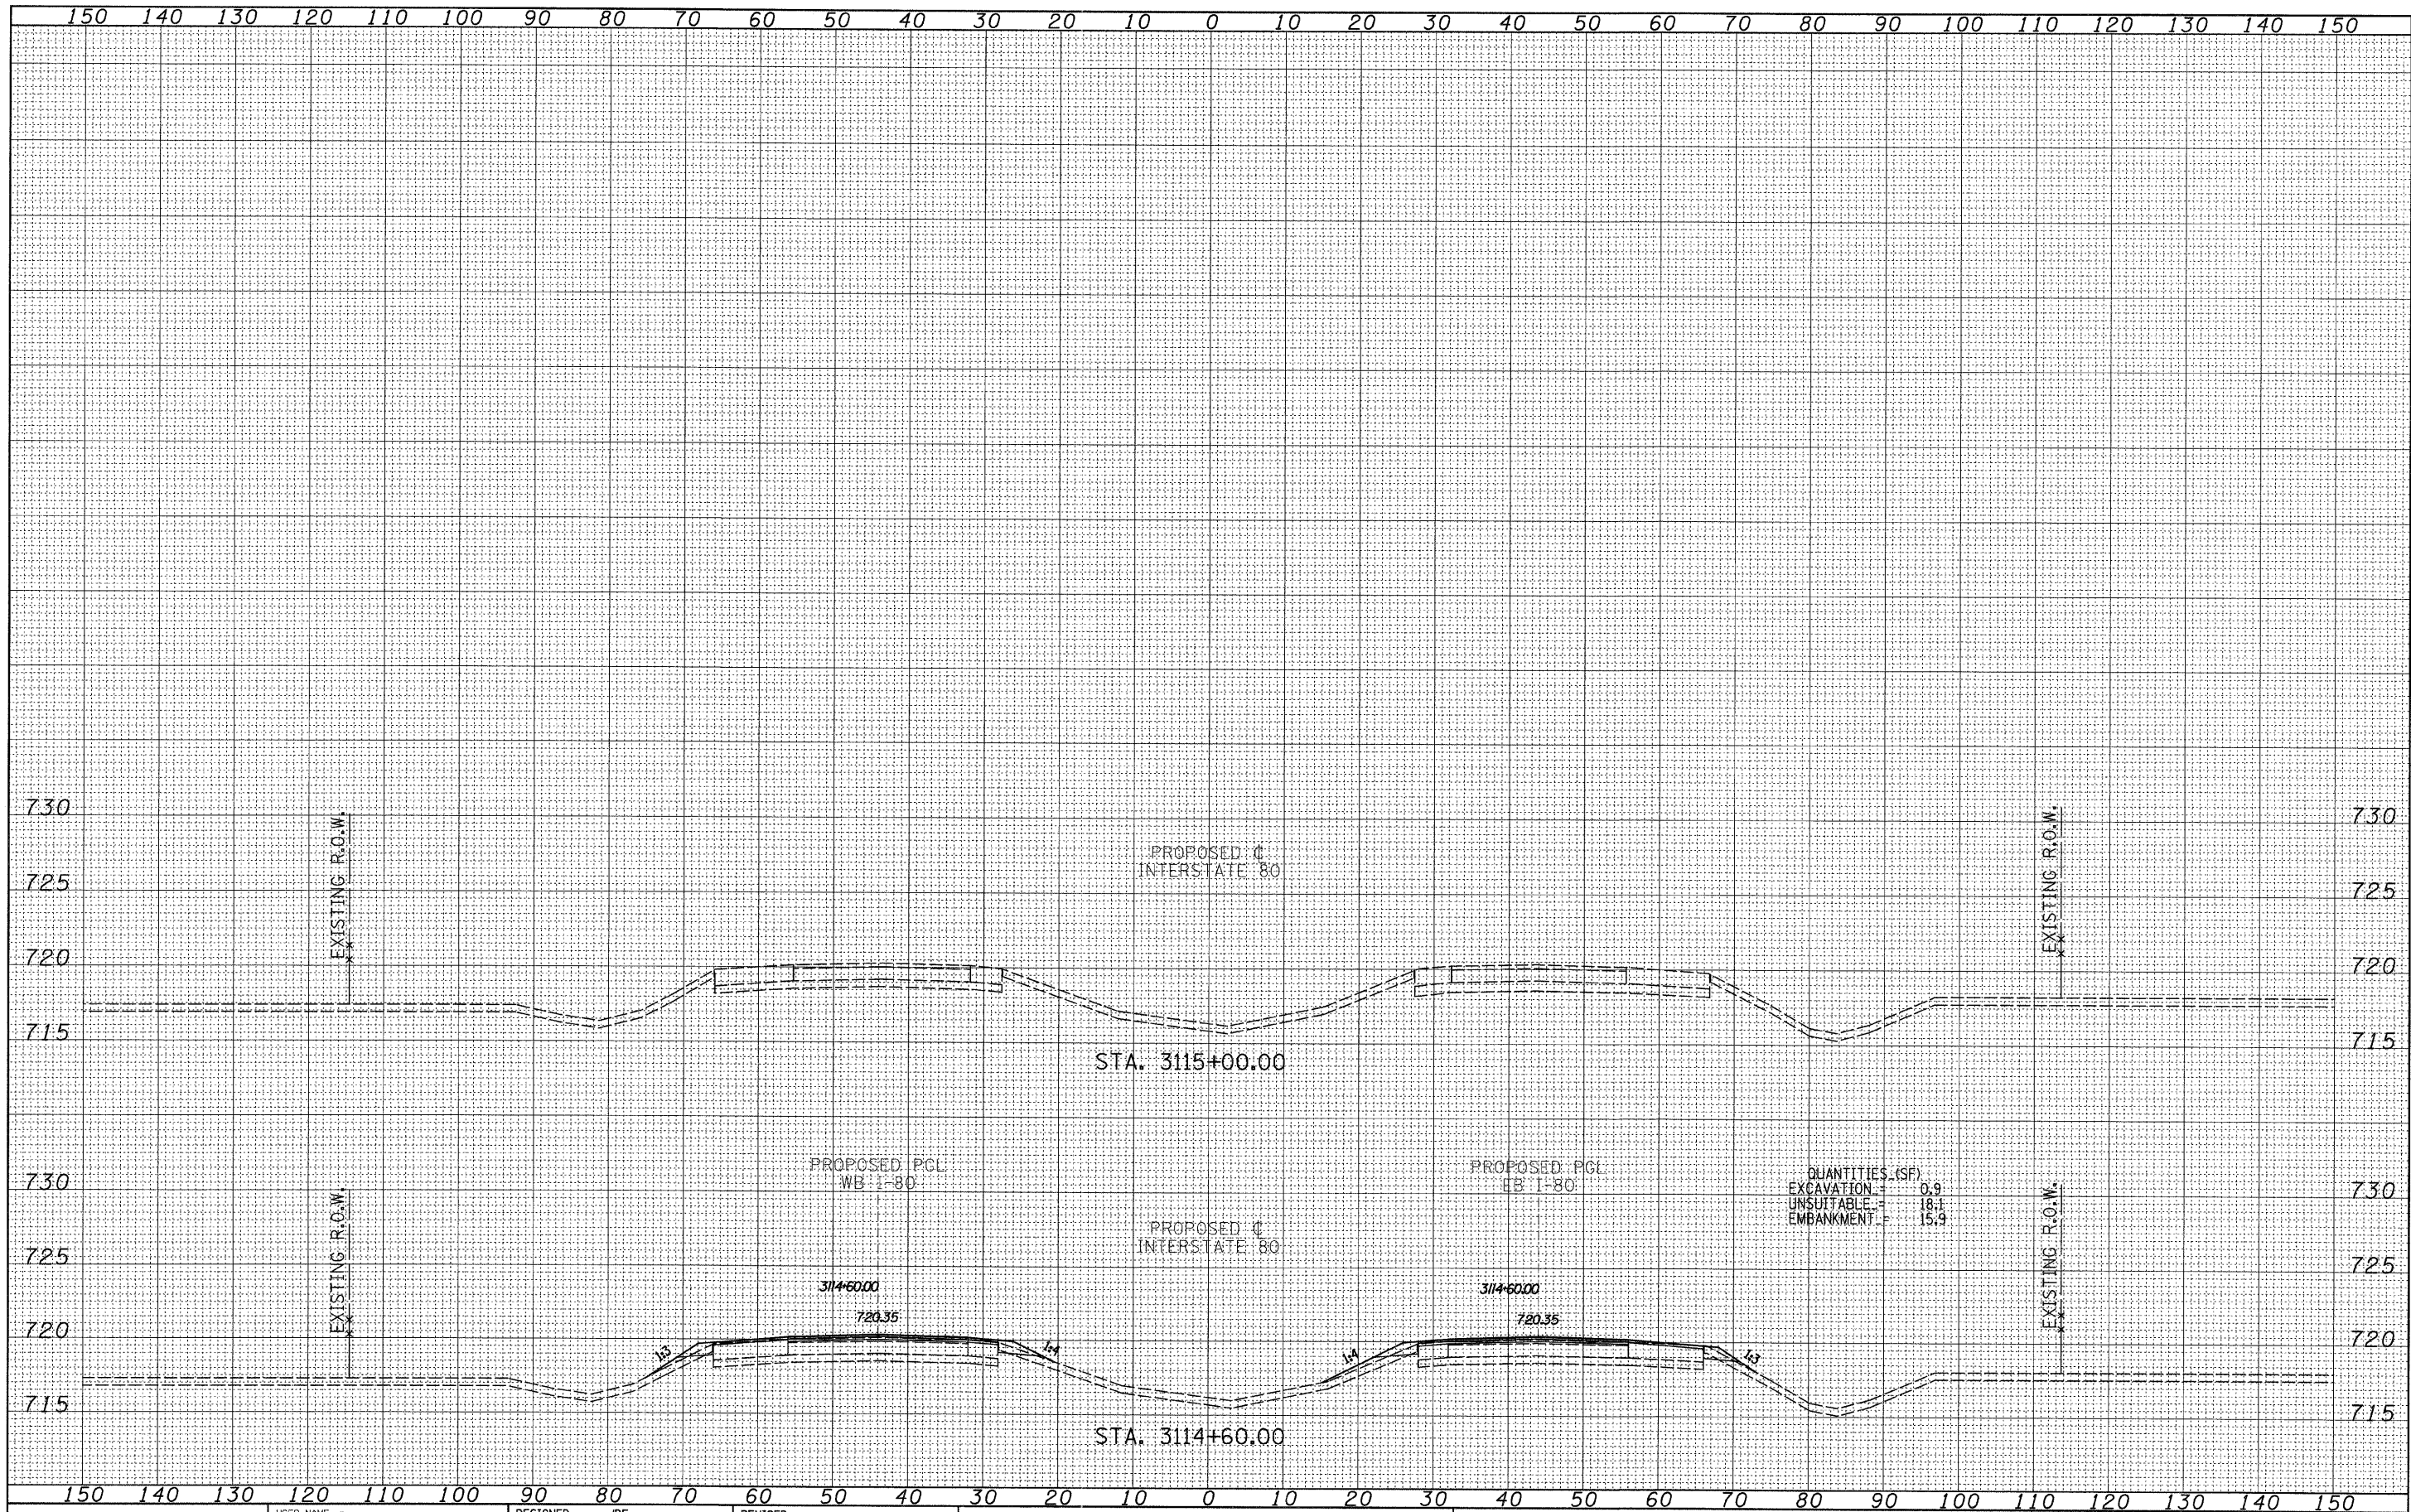 150 140 130 120 110 100 90 80 70 60 50 40 30 20 10 0 10 20 30 40 50 60 70 80 90 100 110 120 130 140 150
730 730
EXISTING R.O.W. EXISTING R.O.W.
PROPOSED ℄
INTERSTATE 80
725 725
720 720
715 715
STA. 3115+00.00
PROPOSED PGL
WB I-80
PROPOSED PGL
EB I-80
QUANTITIES (SF)
EXCAVATION = 0.9
UNSUITABLE = 18.1
EMBANKMENT = 15.9
730 730
EXISTING R.O.W. EXISTING R.O.W.
PROPOSED ℄
INTERSTATE 80
725 725
3114+60.00 3114+60.00
720.35 720.35
720 720
1:3 1:4 1:4 1:3
715 715
STA. 3114+60.00
150 140 130 120 110 100 90 80 70 60 50 40 30 20 10 0 10 20 30 40 50 60 70 80 90 100 110 120 130 140 150